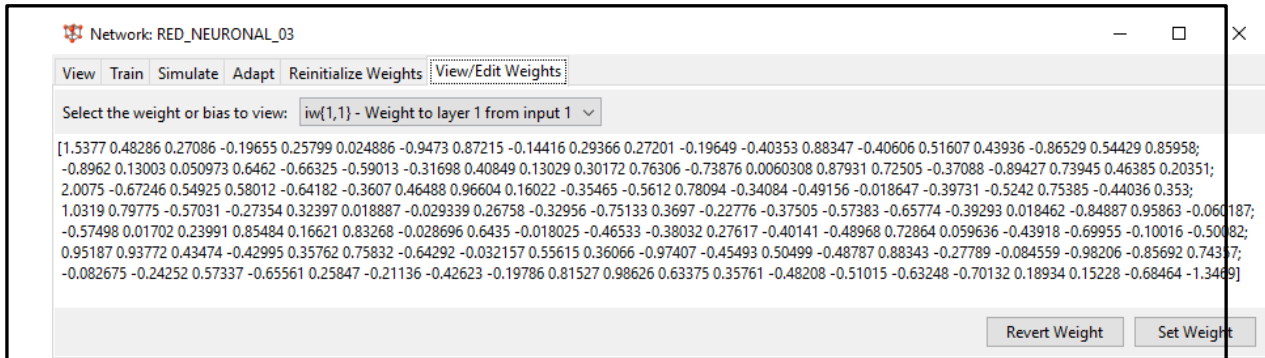 Network: RED_NEURONAL_03
View Train Simulate Adapt Reinitialize Weights View/Edit Weights
Select the weight or bias to view: iw{1,1} - Weight to layer 1 from input 1
[1.5377 0.48286 0.27086 -0.19655 0.25799 0.024886 -0.9473 0.87215 -0.14416 0.29366 0.27201 -0.19649 -0.40353 0.88347 -0.40606 0.51607 0.43936 -0.86529 0.54429 0.85958;
-0.8962 0.13003 0.050973 0.6462 -0.66325 -0.59013 -0.31698 0.40849 0.13029 0.30172 0.76306 -0.73876 0.0060308 0.87931 0.72505 -0.37088 -0.89427 0.73945 0.46385 0.20351;
2.0075 -0.67246 0.54925 0.58012 -0.64182 -0.3607 0.46488 0.96604 0.16022 -0.35465 -0.5612 0.78094 -0.34084 -0.49156 -0.018647 -0.39731 -0.5242 0.75385 -0.44036 0.353;
1.0319 0.79775 -0.57031 -0.27354 0.32397 0.018887 -0.029339 0.26758 -0.32956 -0.75133 0.3697 -0.22776 -0.37505 -0.57383 -0.65774 -0.39293 0.018462 -0.84887 0.95863 -0.060187;
-0.57498 0.01702 0.23991 0.85484 0.16621 0.83268 -0.028696 0.6435 -0.018025 -0.46533 -0.38032 0.27617 -0.40141 -0.48968 0.72864 0.059636 -0.43918 -0.69955 -0.10016 -0.50082;
0.95187 0.93772 0.43474 -0.42995 0.35762 0.75832 -0.64292 -0.032157 0.55615 0.36066 -0.97407 -0.45493 0.50499 -0.48787 0.88343 -0.27789 -0.084559 -0.98206 -0.85692 0.74357;
-0.082675 -0.24252 0.57337 -0.65561 0.25847 -0.21136 -0.42623 -0.19786 0.81527 0.98626 0.63375 0.35761 -0.48208 -0.51015 -0.63248 -0.70132 0.18934 0.15228 -0.68464 -1.3469]
Revert Weight Set Weight